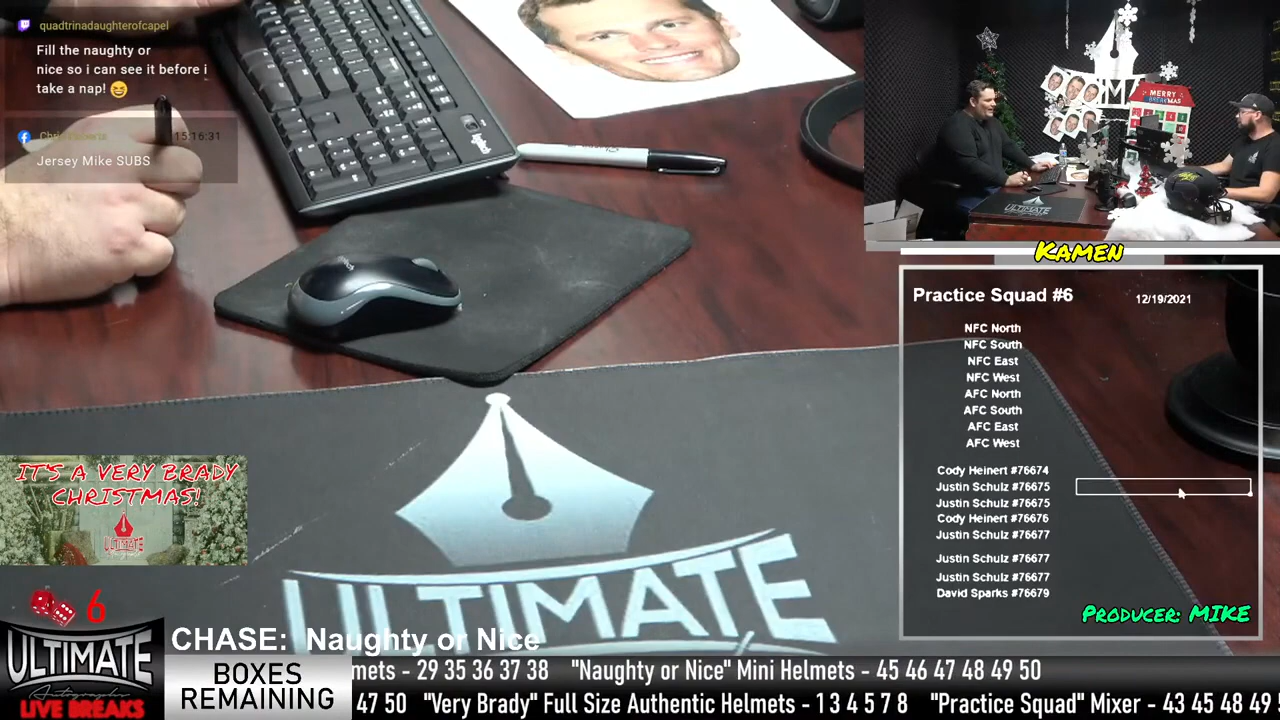 quadtrinadaughterofcapel
Fill the naughty or
nice so i can see it before i
take a nap! 😆
15:16:31
Jersey Mike SUBS
logitech
MERRY
BREAKMAS
ULTIMATE
KAMEN
Practice Squad #6
12/19/2021
NFC North
NFC South
NFC East
NFC West
AFC North
AFC South
AFC East
AFC West
Cody Heinert #76674
Justin Schulz #76675
Justin Schulz #76675
Cody Heinert #76676
Justin Schulz #76677
Justin Schulz #76677
Justin Schulz #76677
David Sparks #76679
PRODUCER: MIKE
IT'S A VERY BRADY
CHRISTMAS!
ULTIMATE
ULTIMATE
6
ULTIMATE
Autographs
LIVE BREAKS
CHASE: Naughty or Nice
BOXES
REMAINING
mets - 29 35 36 37 38 "Naughty or Nice" Mini Helmets - 45 46 47 48 49 50
47 50 "Very Brady" Full Size Authentic Helmets - 1 3 4 5 7 8 "Practice Squad" Mixer - 43 45 48 49